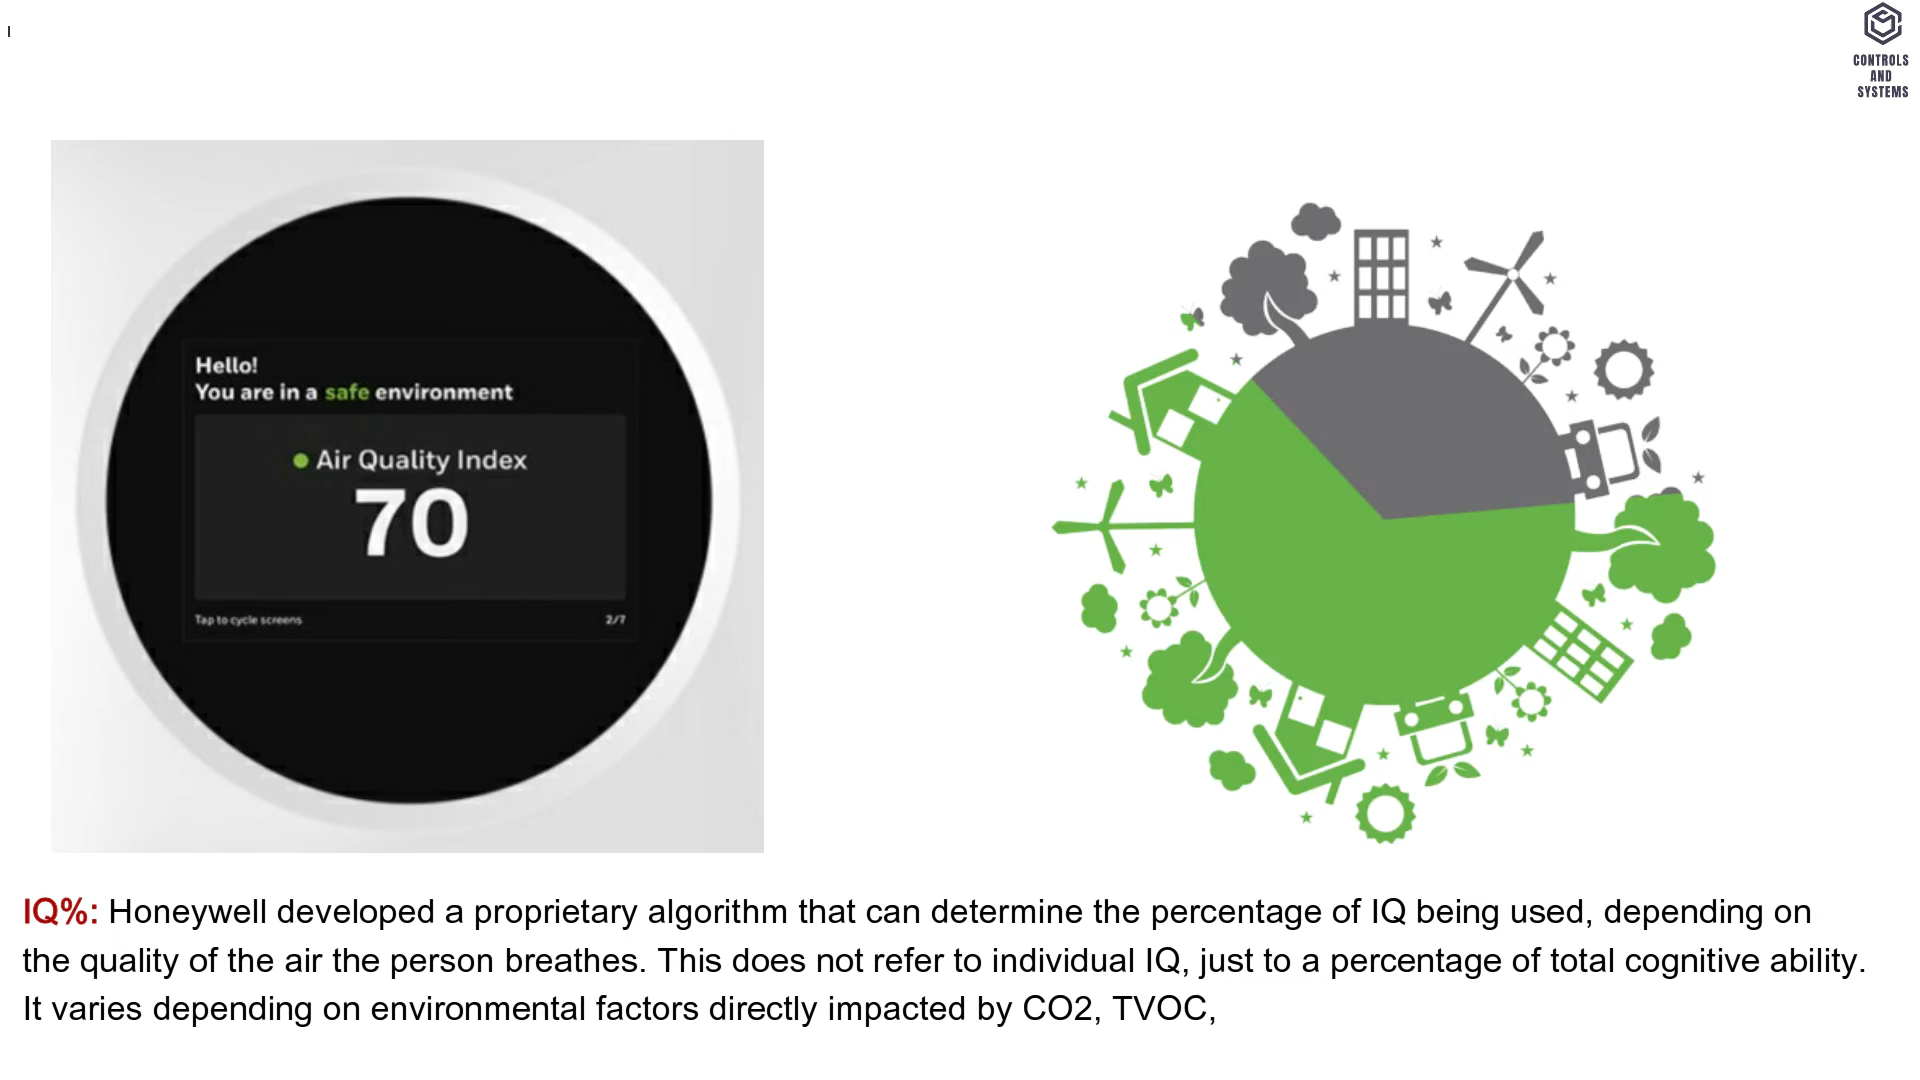 CONTROLS
AND
SYSTEMS
Hello!
You are in a safe environment
Air Quality Index
70
Tap to cycle screens
2/7
IQ%: Honeywell developed a proprietary algorithm that can determine the percentage of IQ being used, depending on
the quality of the air the person breathes. This does not refer to individual IQ, just to a percentage of total cognitive ability.
It varies depending on environmental factors directly impacted by CO2, TVOC,